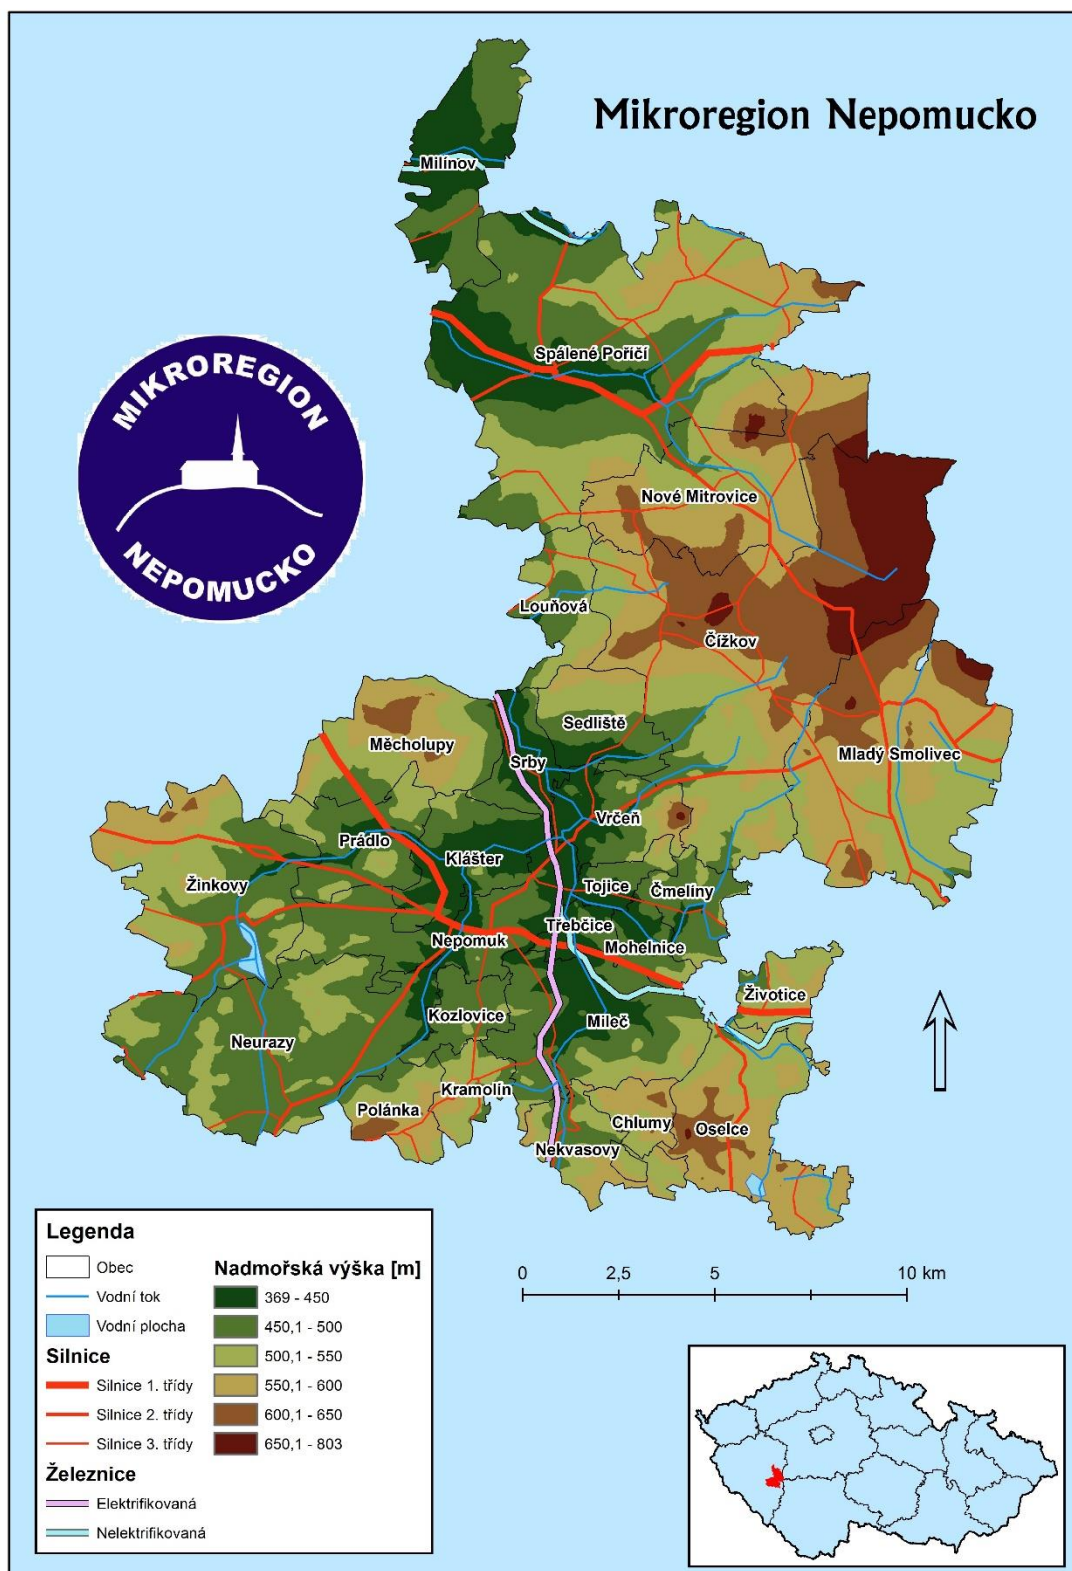 Mikroregion Nepomucko
Milínov
Spálené Poříčí
MIKROREGION
NEPOMUCKO
Nové Mitrovice
Louňová
Čížkov
Sedliště
Měcholupy
Srby
Mladý Smolivec
Vrčeň
Prádlo
Klášter
Žinkovy
Tojice
Čmelíny
Třebčice
Nepomuk
Mohelnice
Životice
Kozlovice
Mileč
Neurazy
Kramolín
Polánka
Chlumy
Oselce
Nekvasovy
Legenda
Obec
Vodní tok
Vodní plocha
Silnice
Silnice 1. třídy
Silnice 2. třídy
Silnice 3. třídy
Železnice
Elektrifikovaná
Nelektrifikovaná
Nadmořská výška [m]
369 - 450
450,1 - 500
500,1 - 550
550,1 - 600
600,1 - 650
650,1 - 803
0 2,5 5 10 km